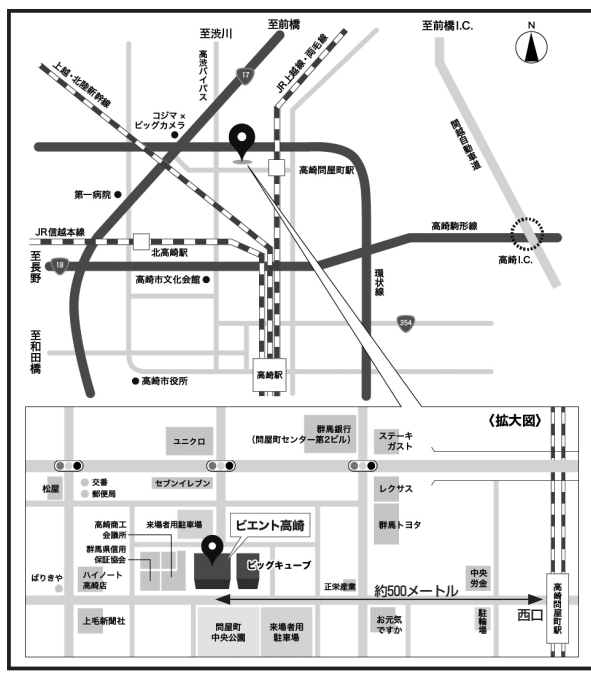 至渋川
至前橋
至前橋I.C.
N
高渋バイパス
17
JR上越線・両毛線
上越・北陸新幹線
コジマ×
ビッグカメラ
関越自動車道
高崎問屋町駅
第一病院
JR信越本線
北高崎駅
高崎駒形線
高崎I.C.
至長野
18
高崎市文化会館
環状線
354
至和田橋
高崎駅
高崎市役所
〈拡大図〉
ユニクロ
群馬銀行
(問屋町センター第2ビル)
ステーキ
ガスト
松屋
交番
郵便局
セブンイレブン
レクサス
高崎商工
会議所
来場者用駐車場
ビエント高崎
群馬トヨタ
群馬県信用
保証協会
ビッグキューブ
ぱりきや
ハイノート
高崎店
正栄産業
約500メートル
中央
労金
高崎問屋町駅
西口
上毛新聞社
問屋町
中央公園
来場者用
駐車場
お元気
ですか
駐輪場